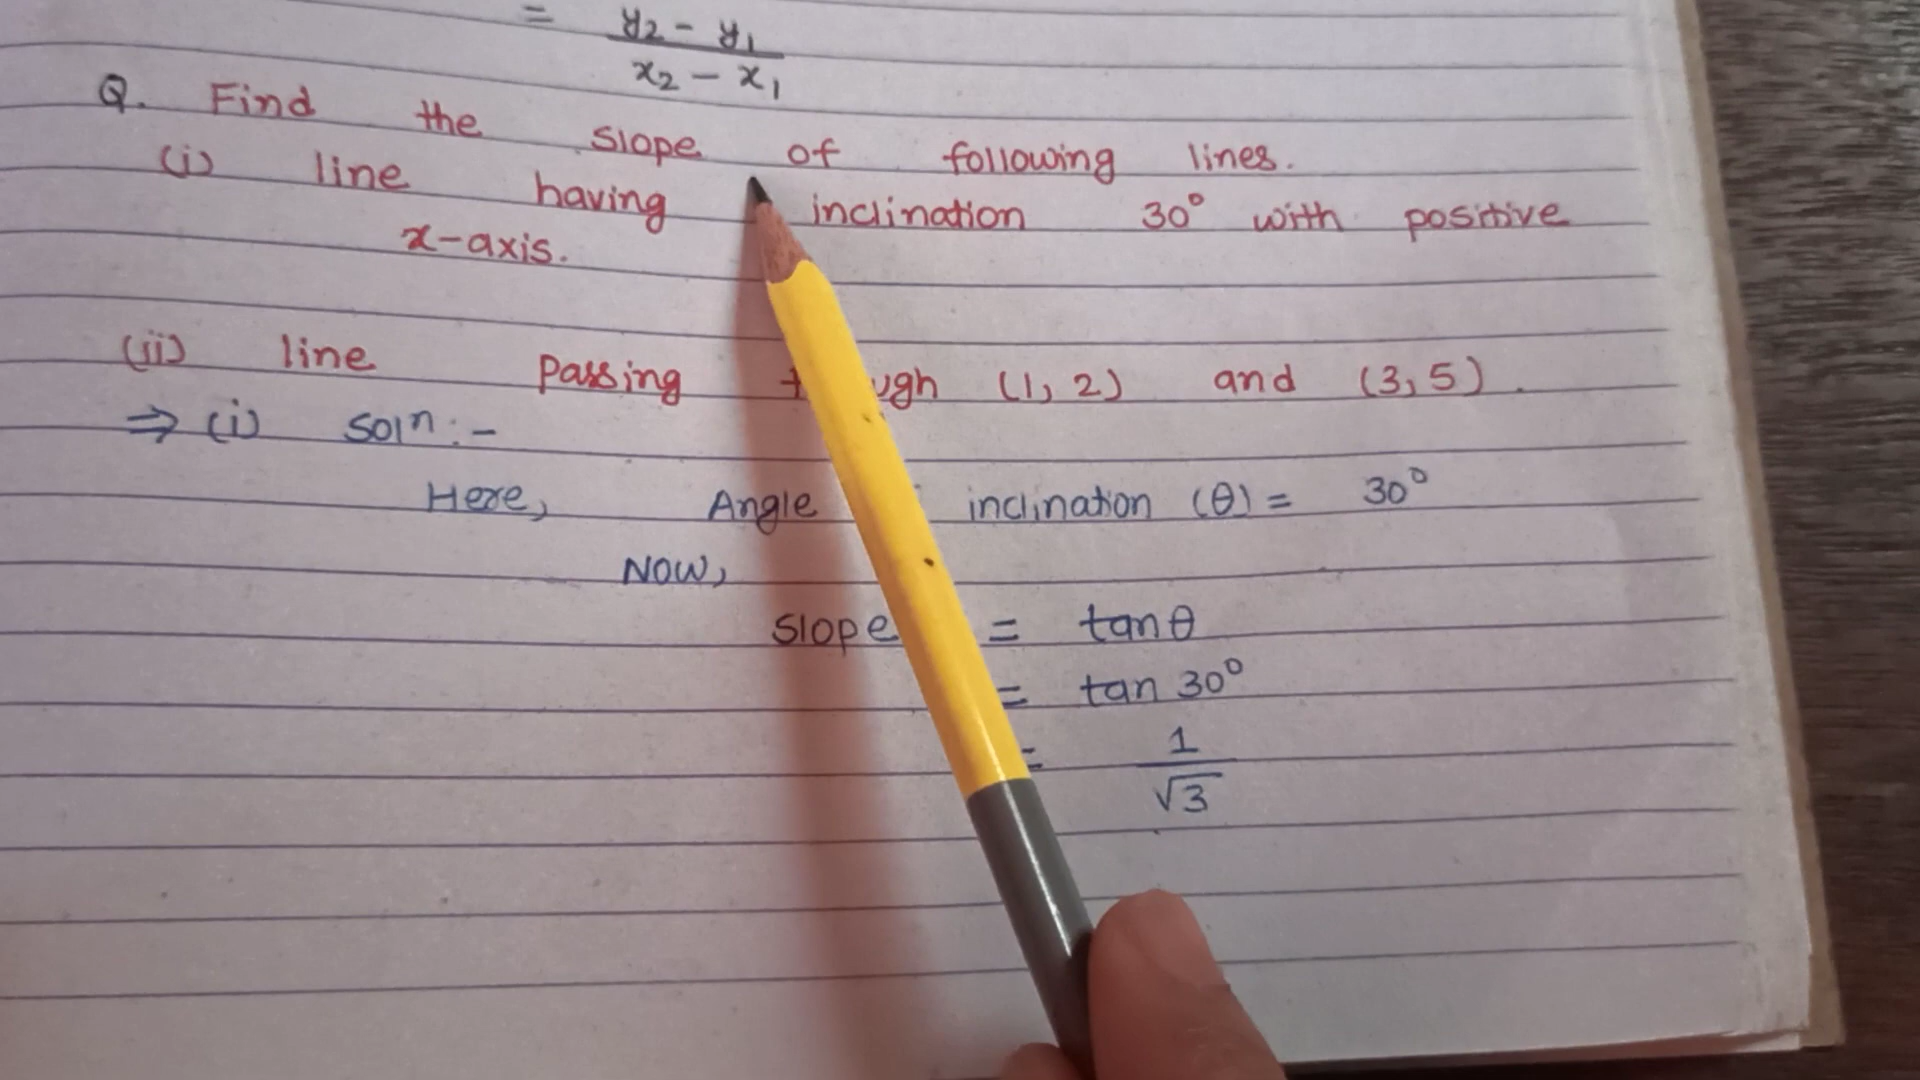 = y₂ - y₁ / x₂ - x₁
Q. Find the slope of following lines.
(i) line having inclination 30° with positive
x-axis.
(ii) line passing ugh (1, 2) and (3, 5).
⇒ (i) solⁿ :-
Here, Angle inclination (θ) = 30°
Now,
slope = tanθ
= tan 30°
= 1 / √3